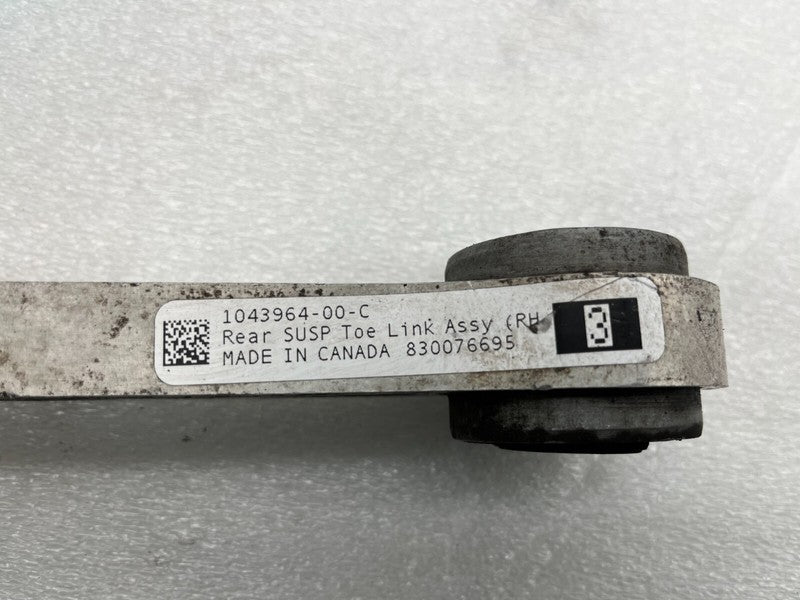 1043964-00-C
Rear SUSP Toe Link Assy (RH
MADE IN CANADA 830076695
3